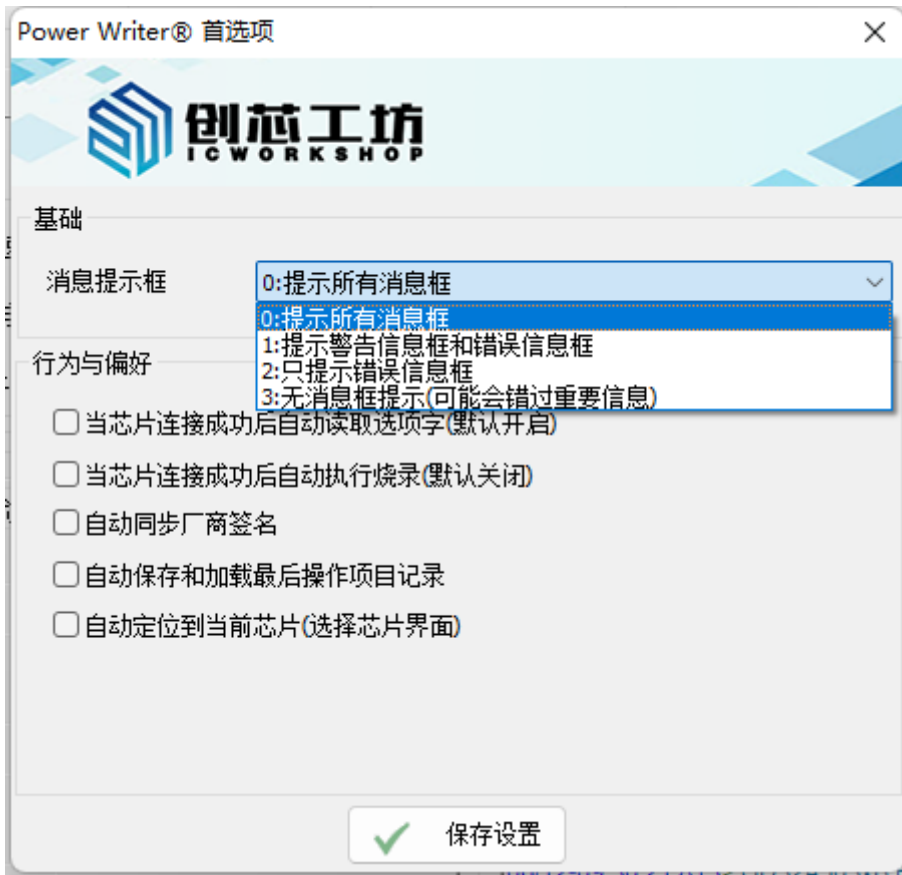 Power Writer® 首选项
创芯工坊
ICWORKSHOP
基础
消息提示框
0:提示所有消息框
0:提示所有消息框
1:提示警告信息框和错误信息框
2:只提示错误信息框
3:无消息框提示(可能会错过重要信息)
行为与偏好
当芯片连接成功后自动读取选项字(默认开启)
当芯片连接成功后自动执行烧录(默认关闭)
自动同步厂商签名
自动保存和加载最后操作项目记录
自动定位到当前芯片(选择芯片界面)
保存设置